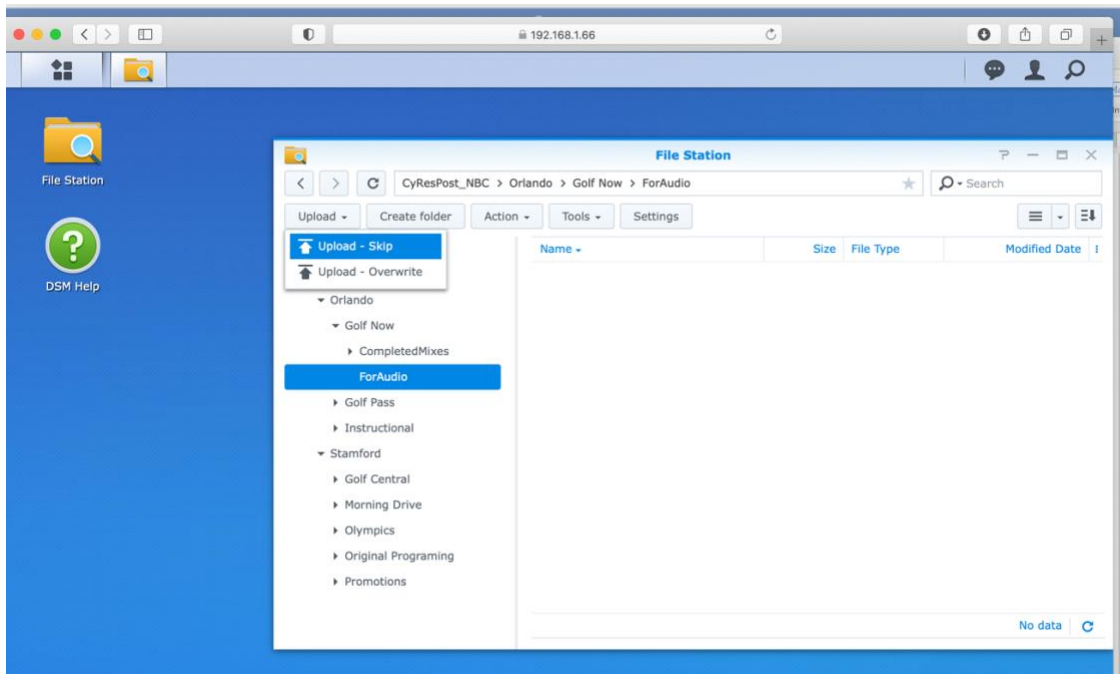 192.168.1.66
File Station
CyResPost_NBC > Orlando > Golf Now > ForAudio
Search
Upload
Create folder
Action
Tools
Settings
Upload - Skip
Upload - Overwrite
Name
Size
File Type
Modified Date
Orlando
Golf Now
CompletedMixes
ForAudio
Golf Pass
Instructional
Stamford
Golf Central
Morning Drive
Olympics
Original Programing
Promotions
No data
File Station
DSM Help